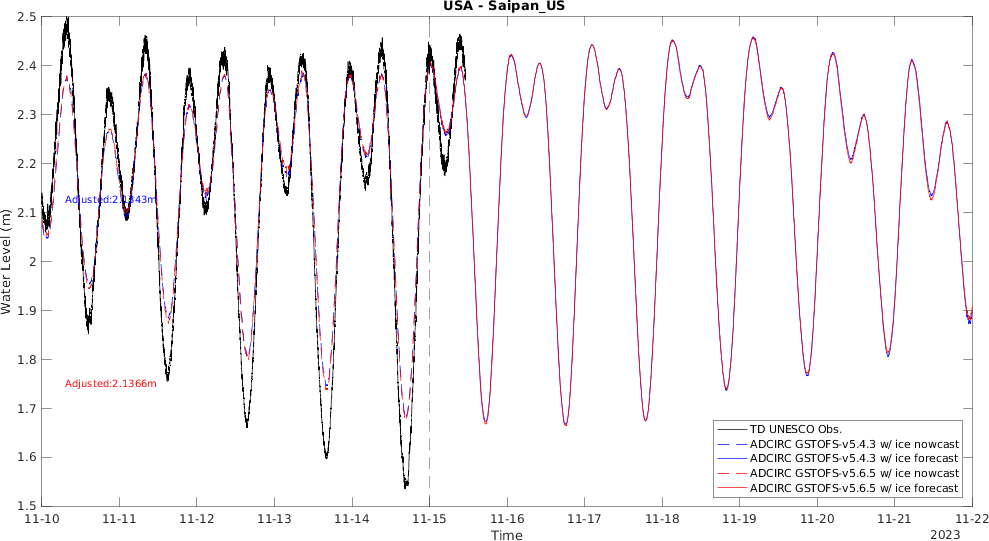 USA - Saipan_US
2.5
2.4
2.3
2.2
2.1
2
1.9
1.8
1.7
1.6
1.5
Water Level (m)
Adjusted:2.1343m
Adjusted:2.1366m
TD UNESCO Obs.
ADCIRC GSTOFS-v5.4.3 w/ ice nowcast
ADCIRC GSTOFS-v5.4.3 w/ ice forecast
ADCIRC GSTOFS-v5.6.5 w/ ice nowcast
ADCIRC GSTOFS-v5.6.5 w/ ice forecast
11-10 11-11 11-12 11-13 11-14 11-15 11-16 11-17 11-18 11-19 11-20 11-21 11-22
Time
2023